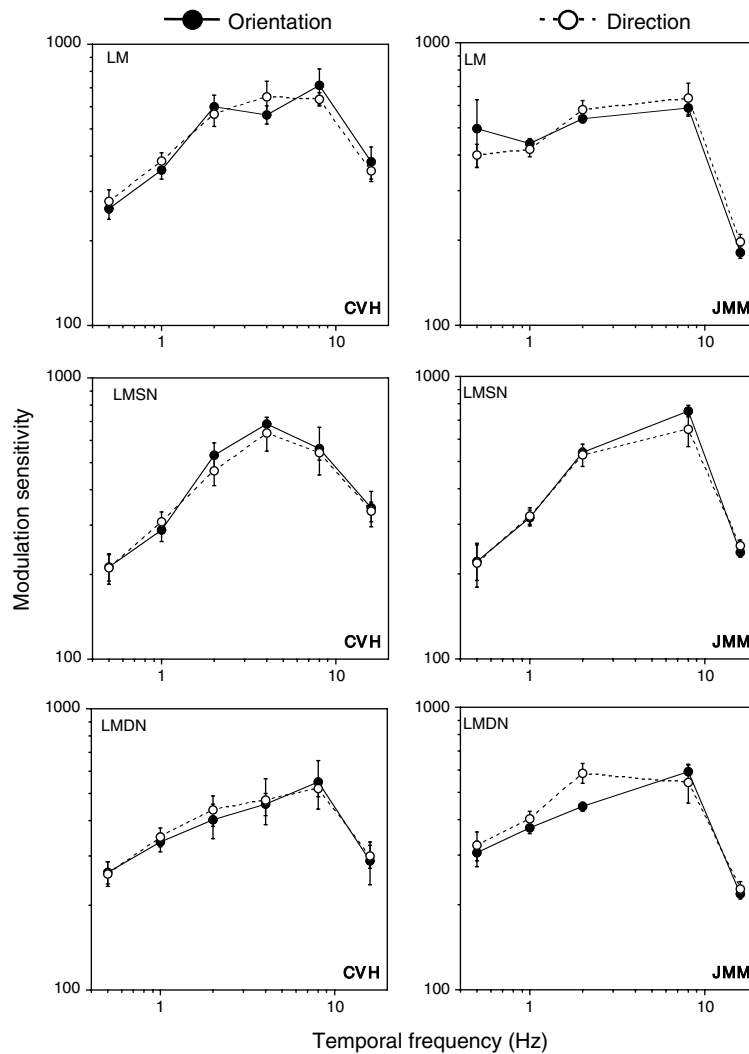 Orientation Direction
1000 LM 100 1 10 CVH
1000 LM 100 1 10 JMM
1000 LMSN 100 1 10 CVH
1000 LMSN 100 1 10 JMM
1000 LMDN 100 1 10 CVH
1000 LMDN 100 1 10 JMM
Modulation sensitivity
Temporal frequency (Hz)